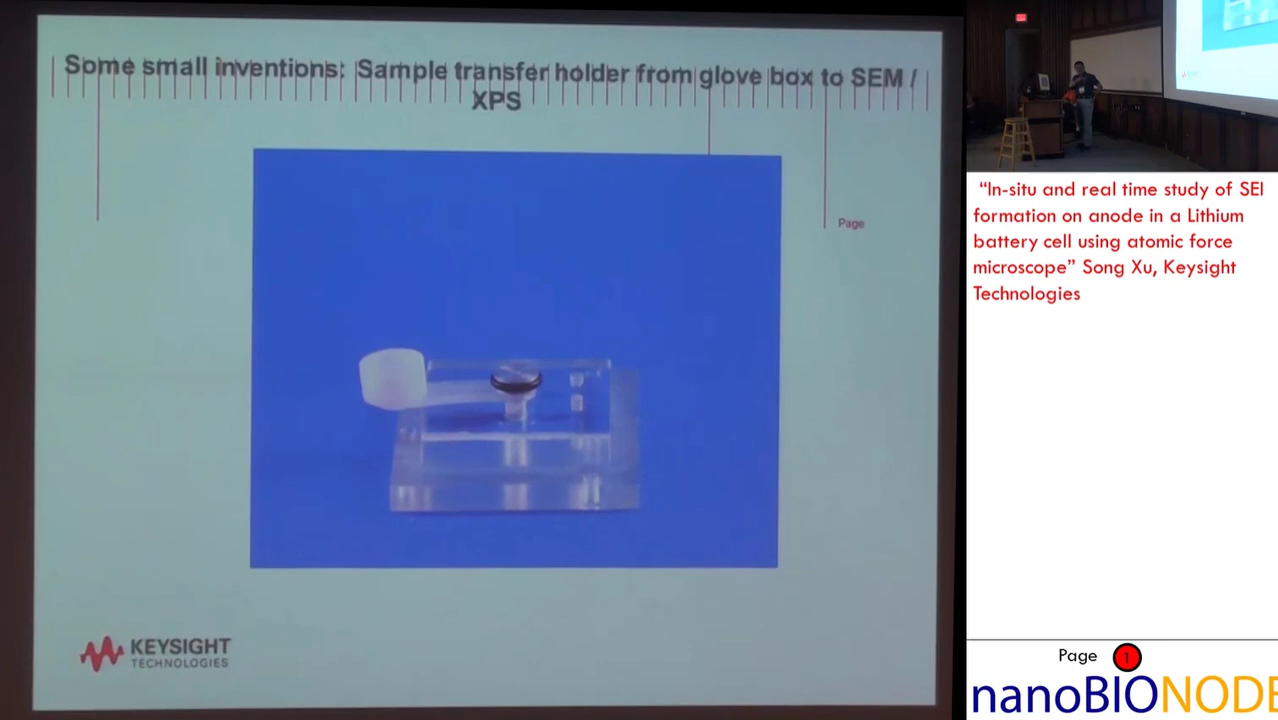 Some small inventions: Sample transfer holder from glove box to SEM /
XPS
Page
KEYSIGHT
TECHNOLOGIES
“In-situ and real time study of SEI
formation on anode in a Lithium
battery cell using atomic force
microscope” Song Xu, Keysight
Technologies
Page 1
nanoBIONODE